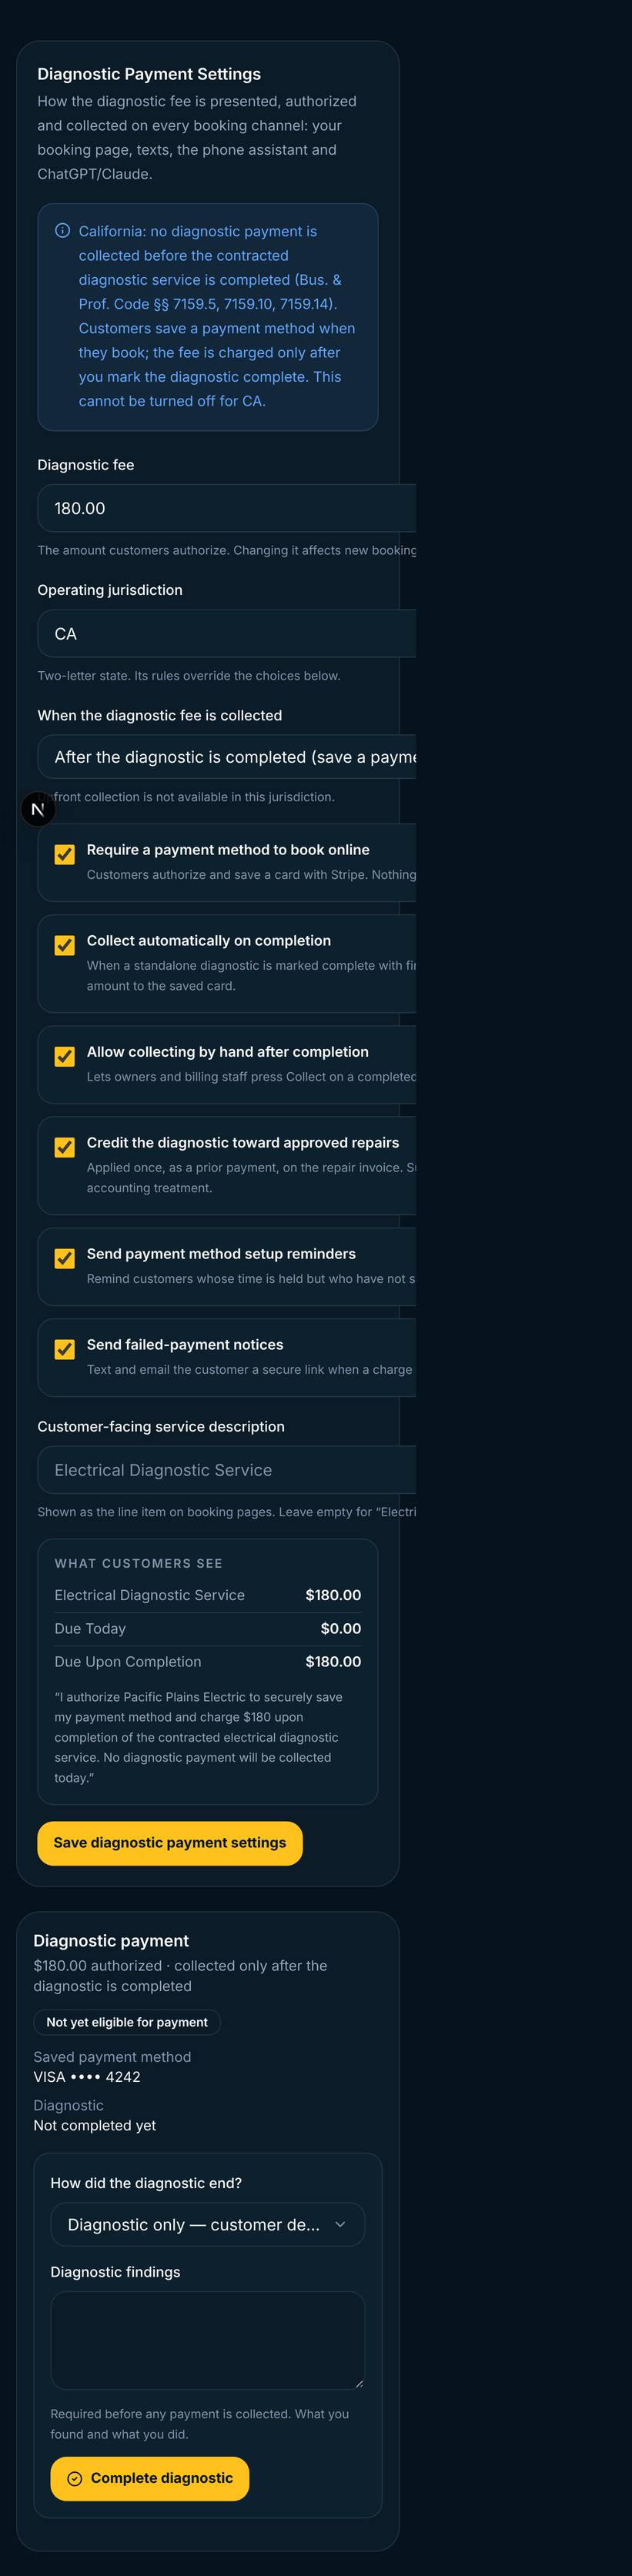 Diagnostic Payment Settings
How the diagnostic fee is presented, authorized
and collected on every booking channel: your
booking page, texts, the phone assistant and
ChatGPT/Claude.
California: no diagnostic payment is
collected before the contracted
diagnostic service is completed (Bus. &
Prof. Code §§ 7159.5, 7159.10, 7159.14).
Customers save a payment method when
they book; the fee is charged only after
you mark the diagnostic complete. This
cannot be turned off for CA.
Diagnostic fee
180.00
The amount customers authorize. Changing it affects new booking
Operating jurisdiction
CA
Two-letter state. Its rules override the choices below.
When the diagnostic fee is collected
After the diagnostic is completed (save a payme
front collection is not available in this jurisdiction.
N
Require a payment method to book online
Customers authorize and save a card with Stripe. Nothing
Collect automatically on completion
When a standalone diagnostic is marked complete with fi
amount to the saved card.
Allow collecting by hand after completion
Lets owners and billing staff press Collect on a completed
Credit the diagnostic toward approved repairs
Applied once, as a prior payment, on the repair invoice. S
accounting treatment.
Send payment method setup reminders
Remind customers whose time is held but who have not s
Send failed-payment notices
Text and email the customer a secure link when a charge
Customer-facing service description
Electrical Diagnostic Service
Shown as the line item on booking pages. Leave empty for “Electri
WHAT CUSTOMERS SEE
Electrical Diagnostic Service $180.00
Due Today $0.00
Due Upon Completion $180.00
“I authorize Pacific Plains Electric to securely save
my payment method and charge $180 upon
completion of the contracted electrical diagnostic
service. No diagnostic payment will be collected
today.”
Save diagnostic payment settings
Diagnostic payment
$180.00 authorized · collected only after the
diagnostic is completed
Not yet eligible for payment
Saved payment method
VISA •••• 4242
Diagnostic
Not completed yet
How did the diagnostic end?
Diagnostic only — customer de...
Diagnostic findings
Required before any payment is collected. What you
found and what you did.
Complete diagnostic